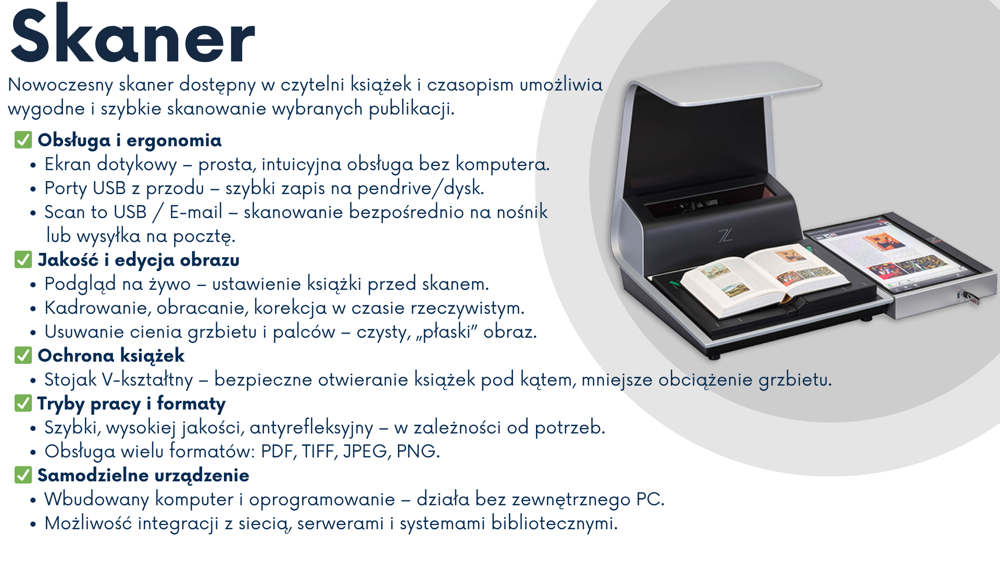 Skaner
Nowoczesny skaner dostępny w czytelni książek i czasopism umożliwia
wygodne i szybkie skanowanie wybranych publikacji.
✅ Obsługa i ergonomia
• Ekran dotykowy – prosta, intuicyjna obsługa bez komputera.
• Porty USB z przodu – szybki zapis na pendrive/dysk.
• Scan to USB / E-mail – skanowanie bezpośrednio na nośnik
lub wysyłka na pocztę.
✅ Jakość i edycja obrazu
• Podgląd na żywo – ustawienie książki przed skanem.
• Kadrowanie, obracanie, korekcja w czasie rzeczywistym.
• Usuwanie cienia grzbietu i palców – czysty, „płaski” obraz.
✅ Ochrona książek
• Stojak V-kształtny – bezpieczne otwieranie książek pod kątem, mniejsze obciążenie grzbietu.
✅ Tryby pracy i formaty
• Szybki, wysokiej jakości, antyrefleksyjny – w zależności od potrzeb.
• Obsługa wielu formatów: PDF, TIFF, JPEG, PNG.
✅ Samodzielne urządzenie
• Wbudowany komputer i oprogramowanie – działa bez zewnętrznego PC.
• Możliwość integracji z siecią, serwerami i systemami bibliotecznymi.